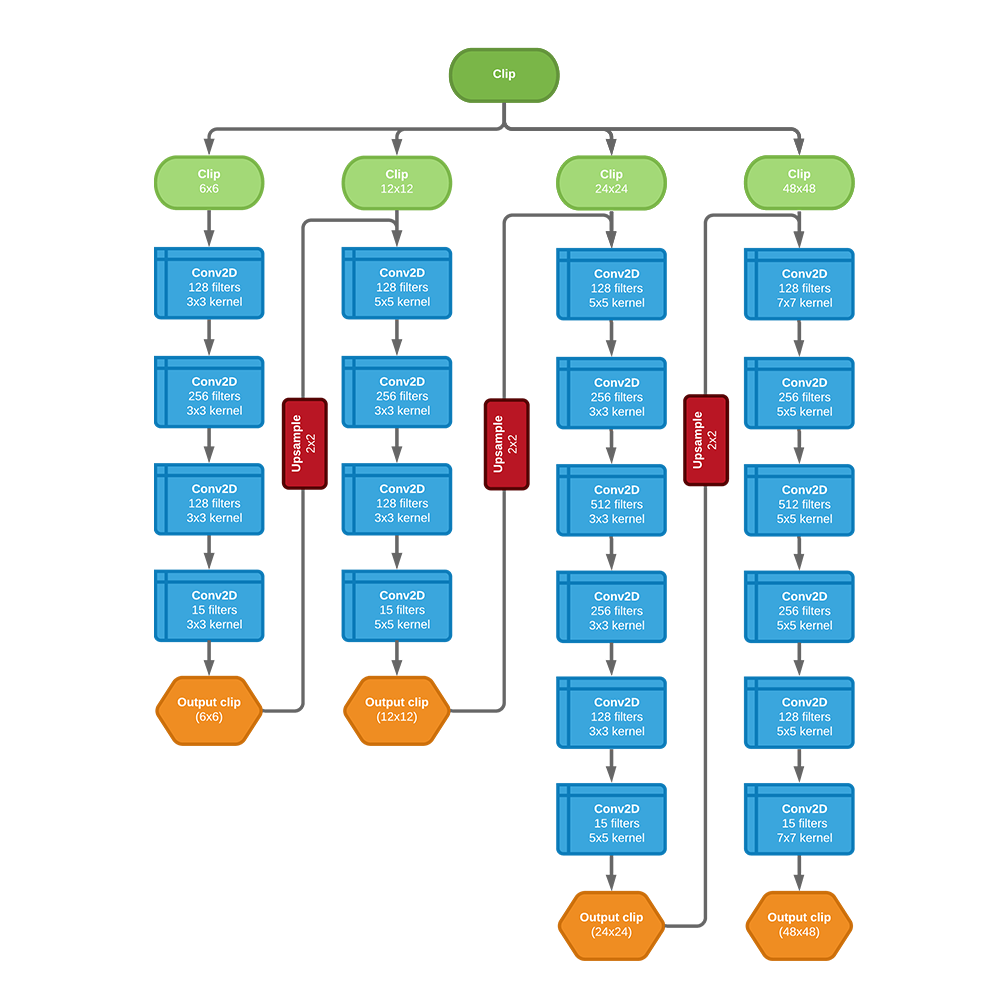 Clip
Clip
6x6
Conv2D
128 filters
3x3 kernel
Conv2D
256 filters
3x3 kernel
Conv2D
128 filters
3x3 kernel
Conv2D
15 filters
3x3 kernel
Output clip
(6x6)
Upsample
2x2
Clip
12x12
Conv2D
128 filters
5x5 kernel
Conv2D
256 filters
3x3 kernel
Conv2D
128 filters
3x3 kernel
Conv2D
15 filters
5x5 kernel
Output clip
(12x12)
Upsample
2x2
Clip
24x24
Conv2D
128 filters
5x5 kernel
Conv2D
256 filters
3x3 kernel
Conv2D
512 filters
3x3 kernel
Conv2D
256 filters
3x3 kernel
Conv2D
128 filters
3x3 kernel
Conv2D
15 filters
5x5 kernel
Output clip
(24x24)
Upsample
2x2
Clip
48x48
Conv2D
128 filters
7x7 kernel
Conv2D
256 filters
5x5 kernel
Conv2D
512 filters
5x5 kernel
Conv2D
256 filters
5x5 kernel
Conv2D
128 filters
5x5 kernel
Conv2D
15 filters
7x7 kernel
Output clip
(48x48)